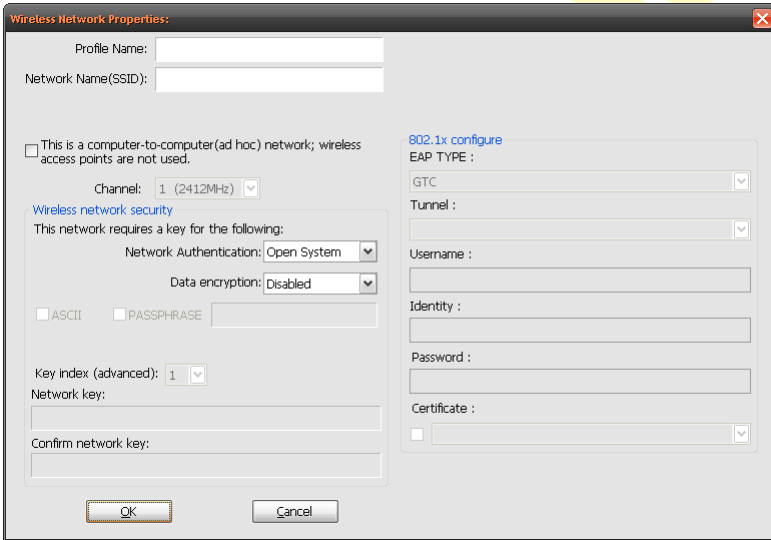 Wireless Network Properties:
Profile Name:
Network Name(SSID):
This is a computer-to-computer(ad hoc) network; wireless
access points are not used.
Channel: 1 (2412MHz)
Wireless network security
This network requires a key for the following:
Network Authentication: Open System
Data encryption: Disabled
ASCII PASSPHRASE
Key index (advanced): 1
Network key:
Confirm network key:
802.1x configure
EAP TYPE :
GTC
Tunnel :
Username :
Identity :
Password :
Certificate :
OK Cancel